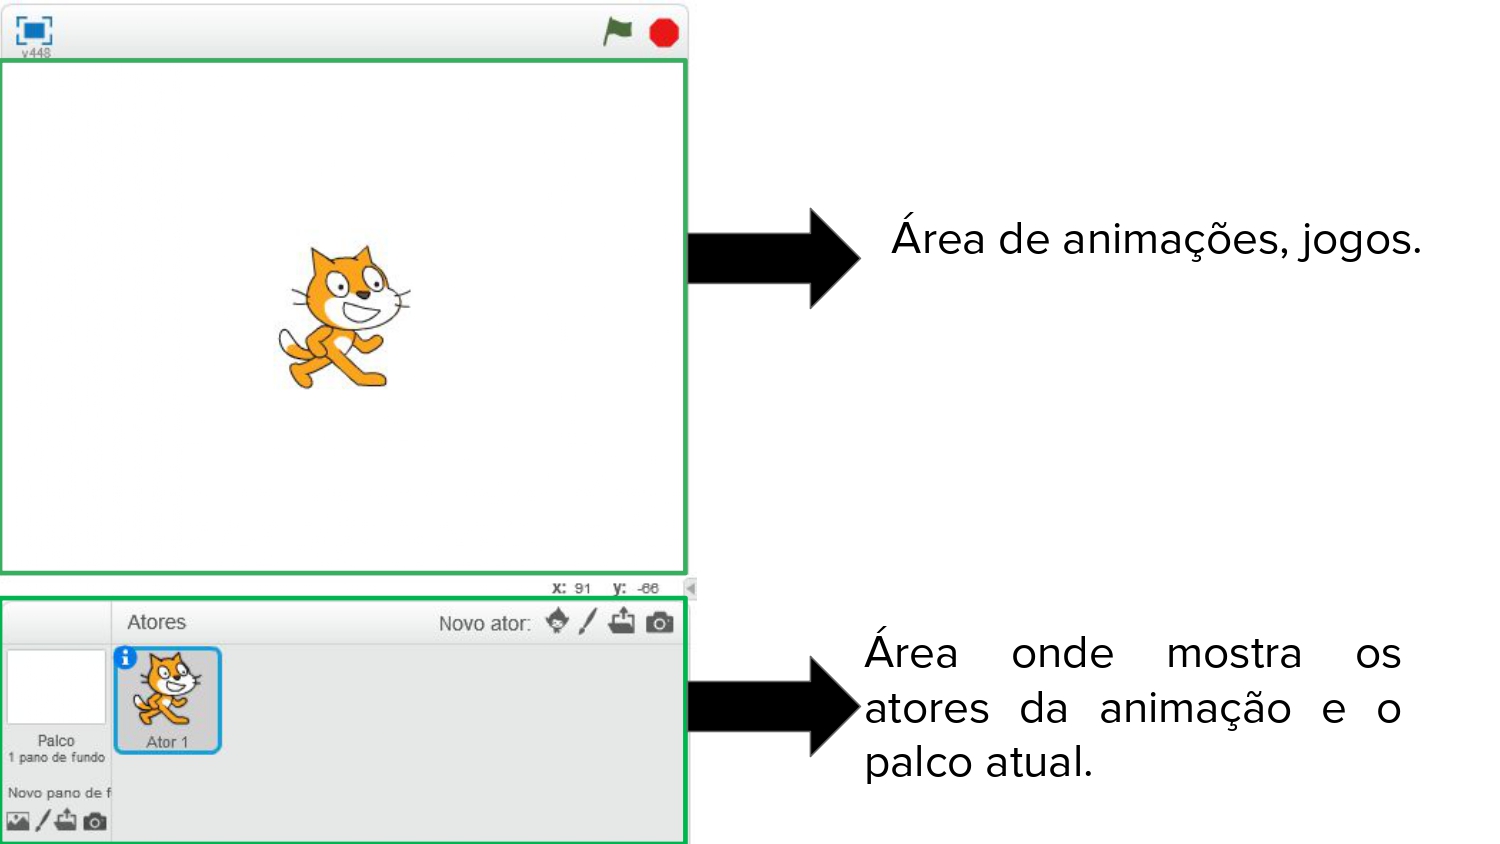 v448
Área de animações, jogos.
x: 91 y: -66
Atores
Novo ator:
Palco
1 pano de fundo
Novo pano de f
Ator 1
Área onde mostra os
atores da animação e o
palco atual.